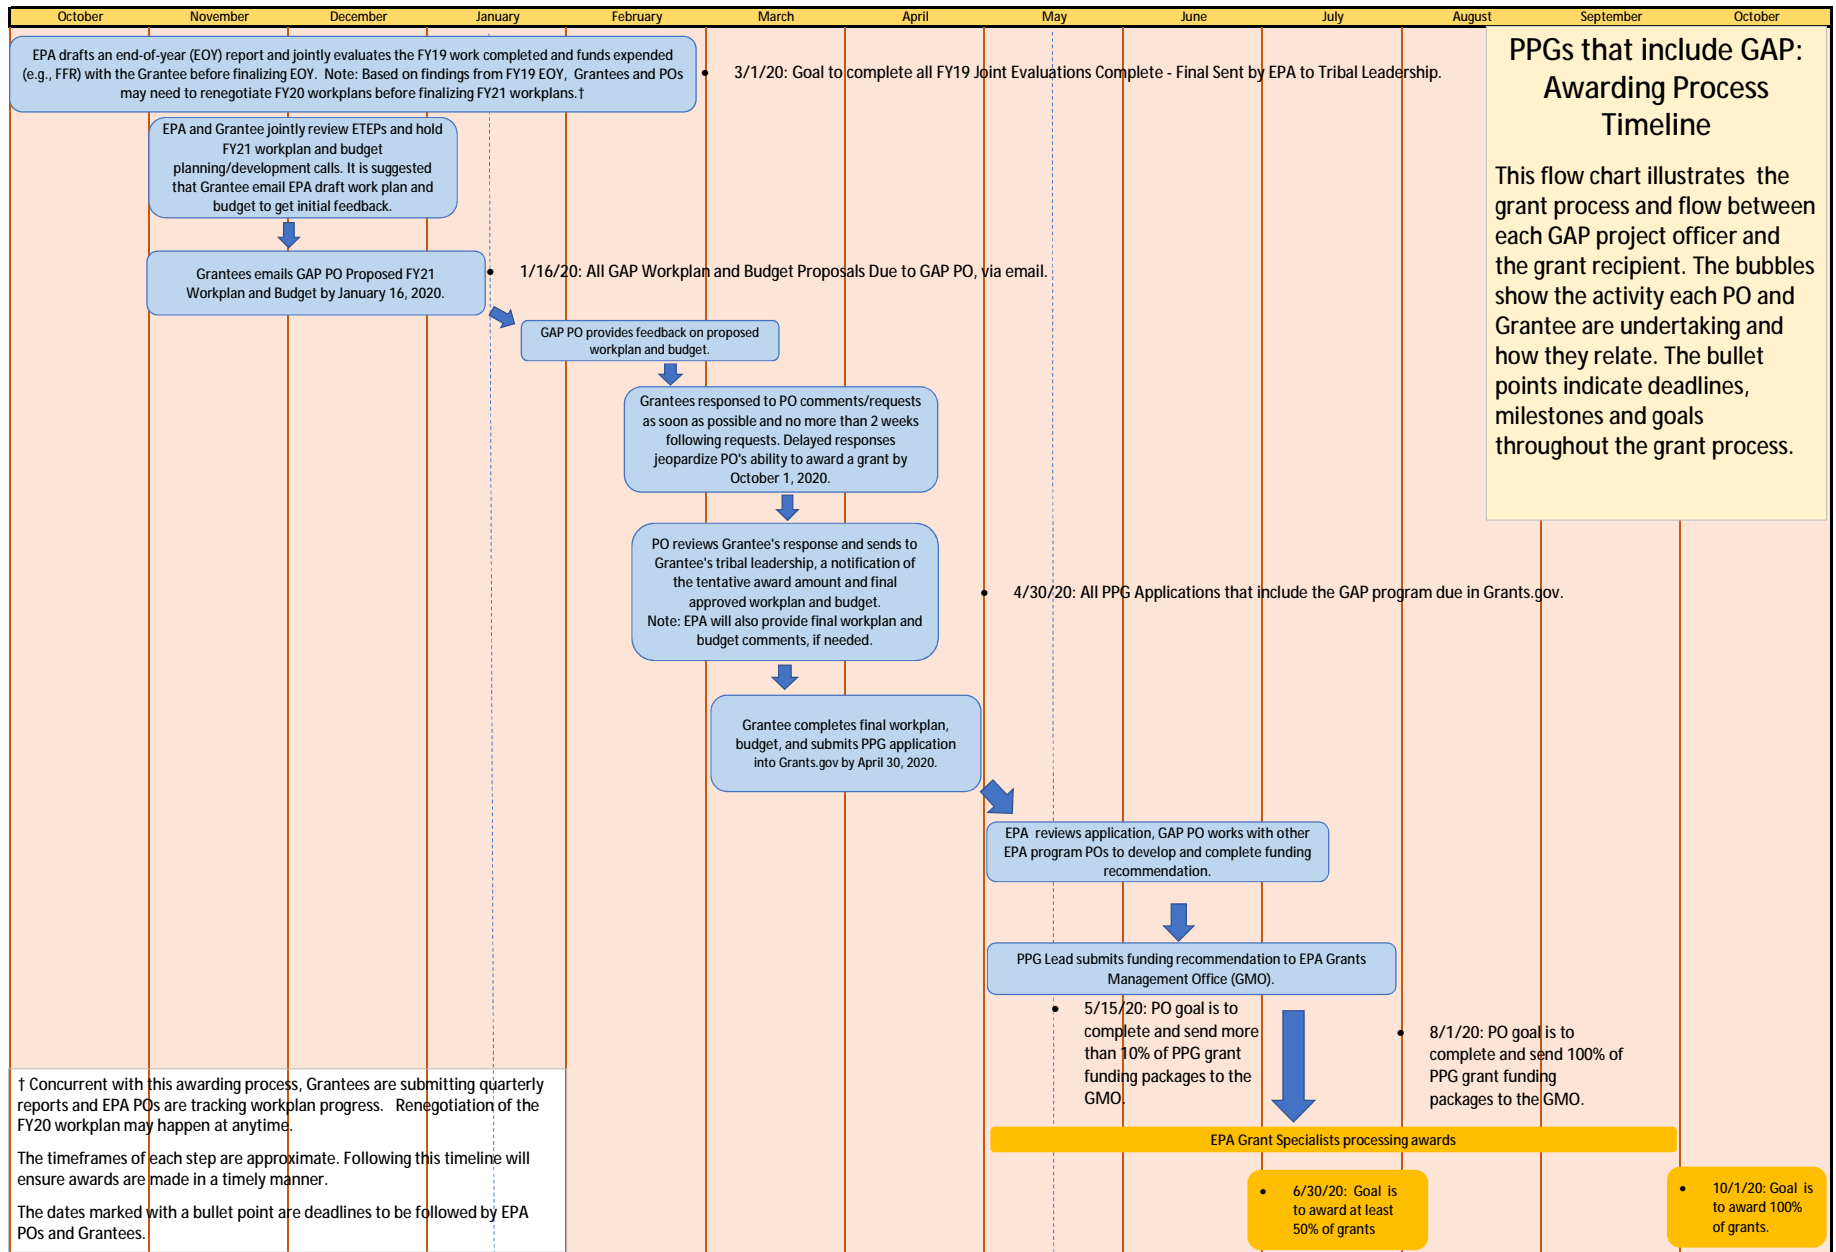 October November December January February March April May June July August September October
EPA drafts an end-of-year (EOY) report and jointly evaluates the FY19 work completed and funds expended
(e.g., FFR) with the Grantee before finalizing EOY. Note: Based on findings from FY19 EOY, Grantees and POs
may need to renegotiate FY20 workplans before finalizing FY21 workplans.†
• 3/1/20: Goal to complete all FY19 Joint Evaluations Complete - Final Sent by EPA to Tribal Leadership.
PPGs that include GAP:
Awarding Process
Timeline
This flow chart illustrates the
grant process and flow between
each GAP project officer and
the grant recipient. The bubbles
show the activity each PO and
Grantee are undertaking and
how they relate. The bullet
points indicate deadlines,
milestones and goals
throughout the grant process.
EPA and Grantee jointly review ETEPs and hold
FY21 workplan and budget
planning/development calls. It is suggested
that Grantee email EPA draft work plan and
budget to get initial feedback.
Grantees emails GAP PO Proposed FY21
Workplan and Budget by January 16, 2020.
• 1/16/20: All GAP Workplan and Budget Proposals Due to GAP PO, via email.
GAP PO provides feedback on proposed
workplan and budget.
Grantees responsed to PO comments/requests
as soon as possible and no more than 2 weeks
following requests. Delayed responses
jeopardize PO's ability to award a grant by
October 1, 2020.
PO reviews Grantee's response and sends to
Grantee's tribal leadership, a notification of
the tentative award amount and final
approved workplan and budget.
Note: EPA will also provide final workplan and
budget comments, if needed.
• 4/30/20: All PPG Applications that include the GAP program due in Grants.gov.
Grantee completes final workplan,
budget, and submits PPG application
into Grants.gov by April 30, 2020.
EPA reviews application, GAP PO works with other
EPA program POs to develop and complete funding
recommendation.
PPG Lead submits funding recommendation to EPA Grants
Management Office (GMO).
• 5/15/20: PO goal is to
complete and send more
than 10% of PPG grant
funding packages to the
GMO.
• 8/1/20: PO goal is to
complete and send 100% of
PPG grant funding
packages to the GMO.
EPA Grant Specialists processing awards
• 6/30/20: Goal is
to award at least
50% of grants
• 10/1/20: Goal is
to award 100%
of grants.
† Concurrent with this awarding process, Grantees are submitting quarterly
reports and EPA POs are tracking workplan progress. Renegotiation of the
FY20 workplan may happen at anytime.
The timeframes of each step are approximate. Following this timeline will
ensure awards are made in a timely manner.
The dates marked with a bullet point are deadlines to be followed by EPA
POs and Grantees.